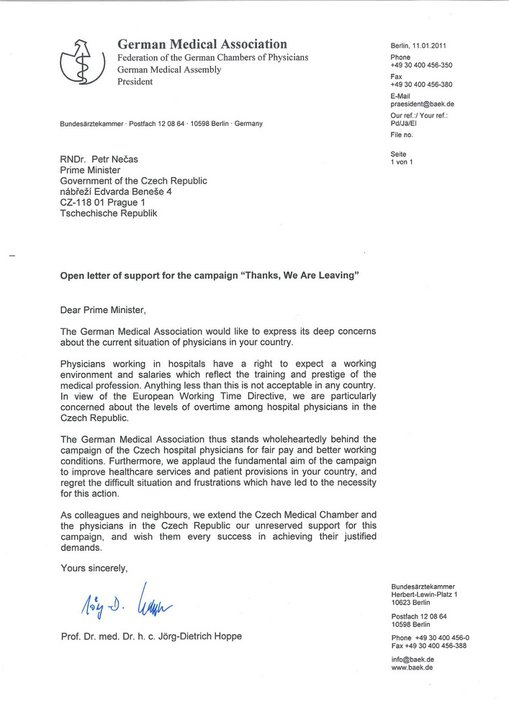 German Medical Association
Federation of the German Chambers of Physicians
German Medical Assembly
President
Berlin, 11.01.2011
Phone
+49 30 400 456-350
Fax
+49 30 400 456-380
E-Mail
praesident@baek.de
Our ref.:/ Your ref.:
Pd/Jä/El
File no.
Seite
1 von 1
Bundesärztekammer · Postfach 12 08 64 · 10598 Berlin · Germany
RNDr. Petr Nečas
Prime Minister
Government of the Czech Republic
nábřeží Edvarda Beneše 4
CZ-118 01 Prague 1
Tschechische Republik
Open letter of support for the campaign “Thanks, We Are Leaving”
Dear Prime Minister,
The German Medical Association would like to express its deep concerns
about the current situation of physicians in your country.
Physicians working in hospitals have a right to expect a working
environment and salaries which reflect the training and prestige of the
medical profession. Anything less than this is not acceptable in any country.
In view of the European Working Time Directive, we are particularly
concerned about the levels of overtime among hospital physicians in the
Czech Republic.
The German Medical Association thus stands wholeheartedly behind the
campaign of the Czech hospital physicians for fair pay and better working
conditions. Furthermore, we applaud the fundamental aim of the campaign
to improve healthcare services and patient provisions in your country, and
regret the difficult situation and frustrations which have led to the necessity
for this action.
As colleagues and neighbours, we extend the Czech Medical Chamber and
the physicians in the Czech Republic our unreserved support for this
campaign, and wish them every success in achieving their justified
demands.
Yours sincerely,
Prof. Dr. med. Dr. h. c. Jörg-Dietrich Hoppe
Bundesärztekammer
Herbert-Lewin-Platz 1
10623 Berlin
Postfach 12 08 64
10598 Berlin
Phone +49 30 400 456-0
Fax +49 30 400 456-388
info@baek.de
www.baek.de